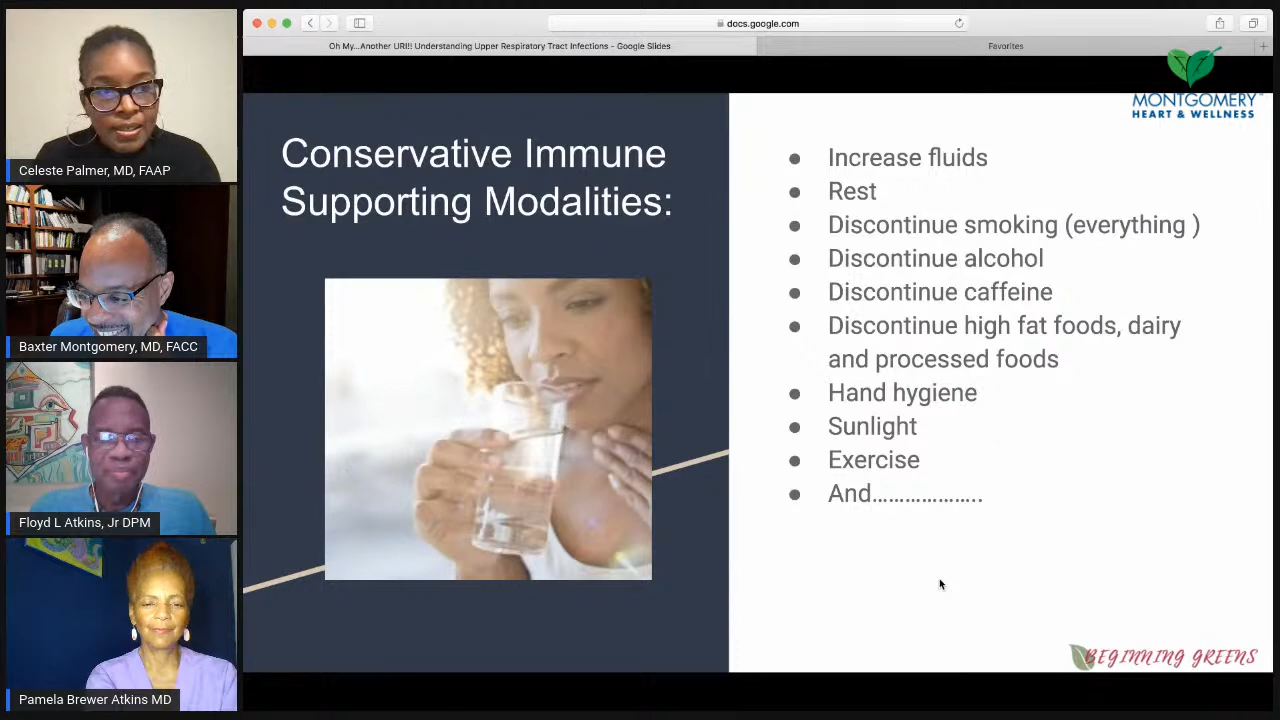 docs.google.com
Oh My...Another URI!! Understanding Upper Respiratory Tract Infections - Google Slides
Favorites
MONTGOMERY
HEART & WELLNESS
Celeste Palmer, MD, FAAP
Baxter Montgomery, MD, FACC
Floyd L Atkins, Jr DPM
Pamela Brewer Atkins MD
Conservative Immune
Supporting Modalities:
● Increase fluids
● Rest
● Discontinue smoking (everything )
● Discontinue alcohol
● Discontinue caffeine
● Discontinue high fat foods, dairy
and processed foods
● Hand hygiene
● Sunlight
● Exercise
● And………………..
BEGINNING GREENS